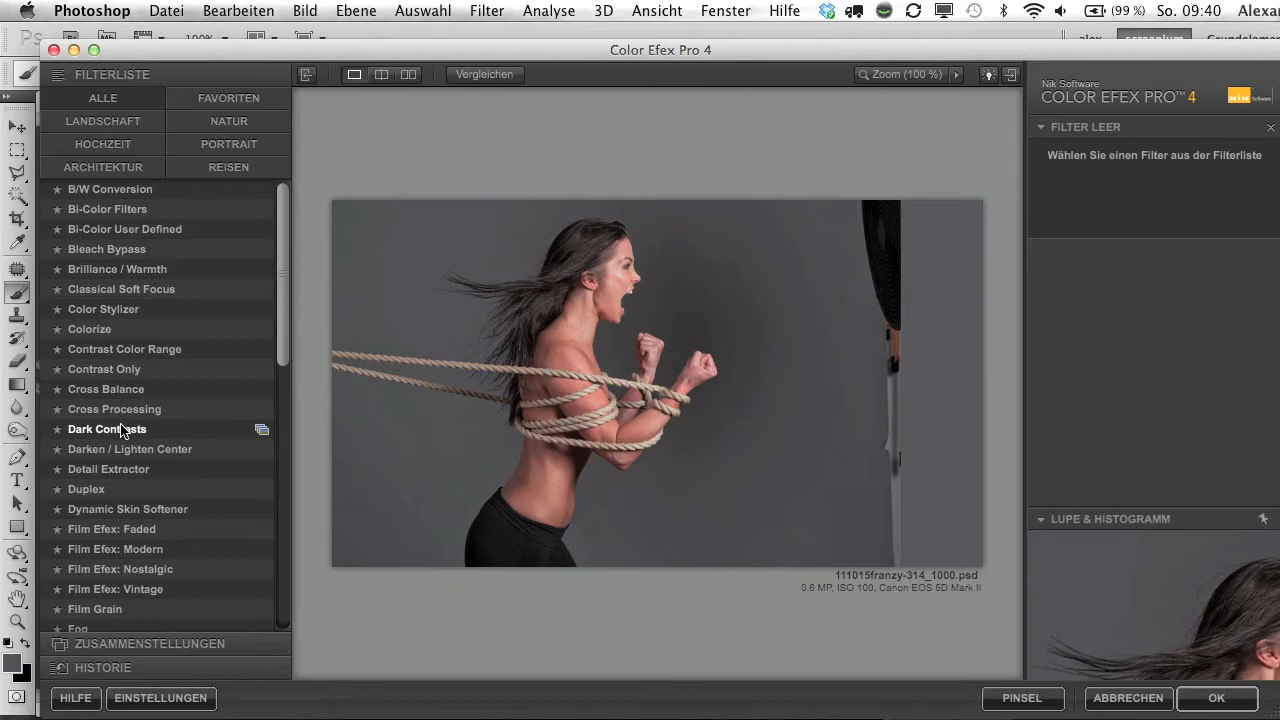 Photoshop Datei Bearbeiten Bild Ebene Auswahl Filter Analyse 3D Ansicht Fenster Hilfe (99 %) So. 09:40 Alexa
Color Efex Pro 4
FILTERLISTE
Vergleichen
Zoom (100 %)
ALLE FAVORITEN
LANDSCHAFT NATUR
HOCHZEIT PORTRAIT
ARCHITEKTUR REISEN
B/W Conversion
Bi-Color Filters
Bi-Color User Defined
Bleach Bypass
Brilliance / Warmth
Classical Soft Focus
Color Stylizer
Colorize
Contrast Color Range
Contrast Only
Cross Balance
Cross Processing
Dark Contrasts
Darken / Lighten Center
Detail Extractor
Duplex
Dynamic Skin Softener
Film Efex: Faded
Film Efex: Modern
Film Efex: Nostalgic
Film Efex: Vintage
Film Grain
Fog
ZUSAMMENSTELLUNGEN
HISTORIE
HILFE EINSTELLUNGEN
111015franzy-314_1000.psd
0.6 MP, ISO 100, Canon EOS 5D Mark II
Nik Software
COLOR EFEX PRO™ 4
nik Software
FILTER LEER
Wählen Sie einen Filter aus der Filterliste
LUPE & HISTOGRAMM
PINSEL ABBRECHEN OK